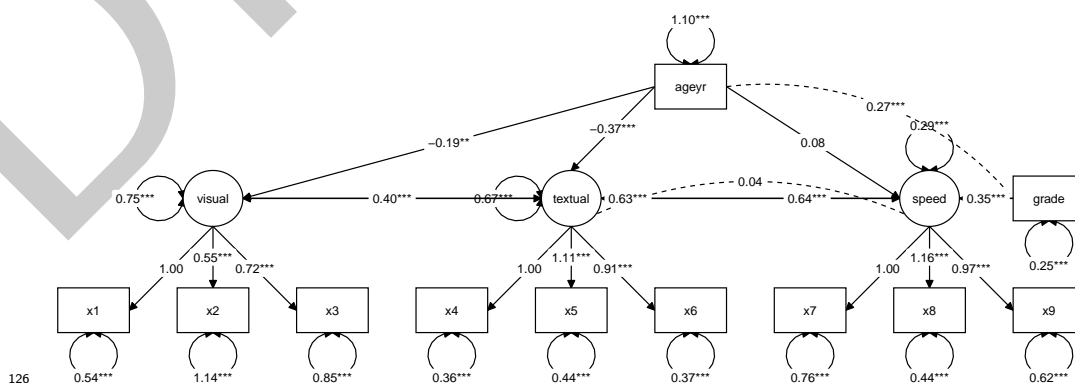 1.10***
ageyr
0.27***
−0.37***
0.29***
−0.19**
0.08
0.04
0.75***
visual
0.40***
0.67***
textual
0.63***
0.64***
speed
0.35***
grade
0.55***
1.11***
1.16***
1.00
0.72***
1.00
0.91***
1.00
0.97***
0.25***
x1
x2
x3
x4
x5
x6
x7
x8
x9
126
0.54***
1.14***
0.85***
0.36***
0.44***
0.37***
0.76***
0.44***
0.62***